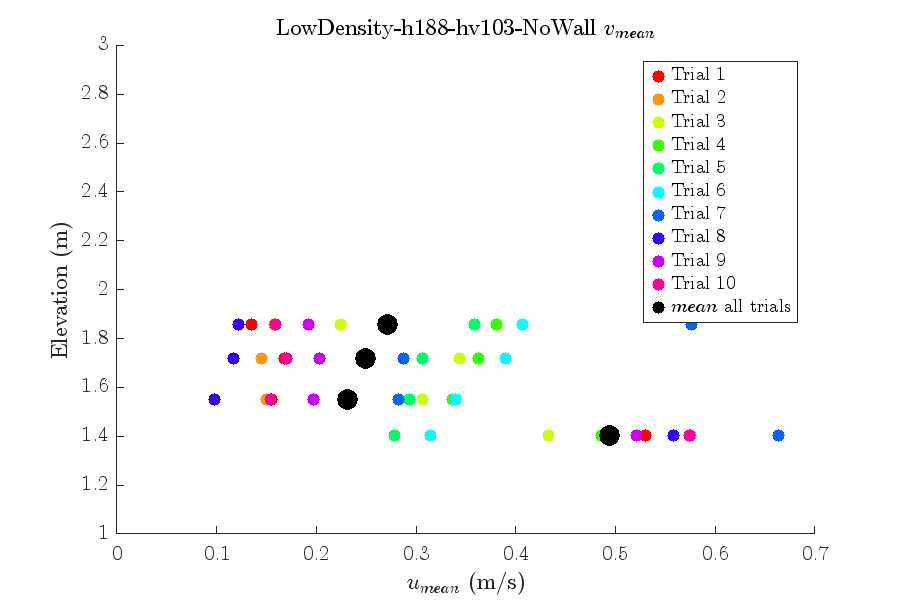 LowDensity-h188-hv103-NoWall v_mean
3
2.8
2.6
2.4
2.2
2
1.8
1.6
1.4
1.2
1
Elevation (m)
Trial 1
Trial 2
Trial 3
Trial 4
Trial 5
Trial 6
Trial 7
Trial 8
Trial 9
Trial 10
mean all trials
0 0.1 0.2 0.3 0.4 0.5 0.6 0.7
u_mean (m/s)